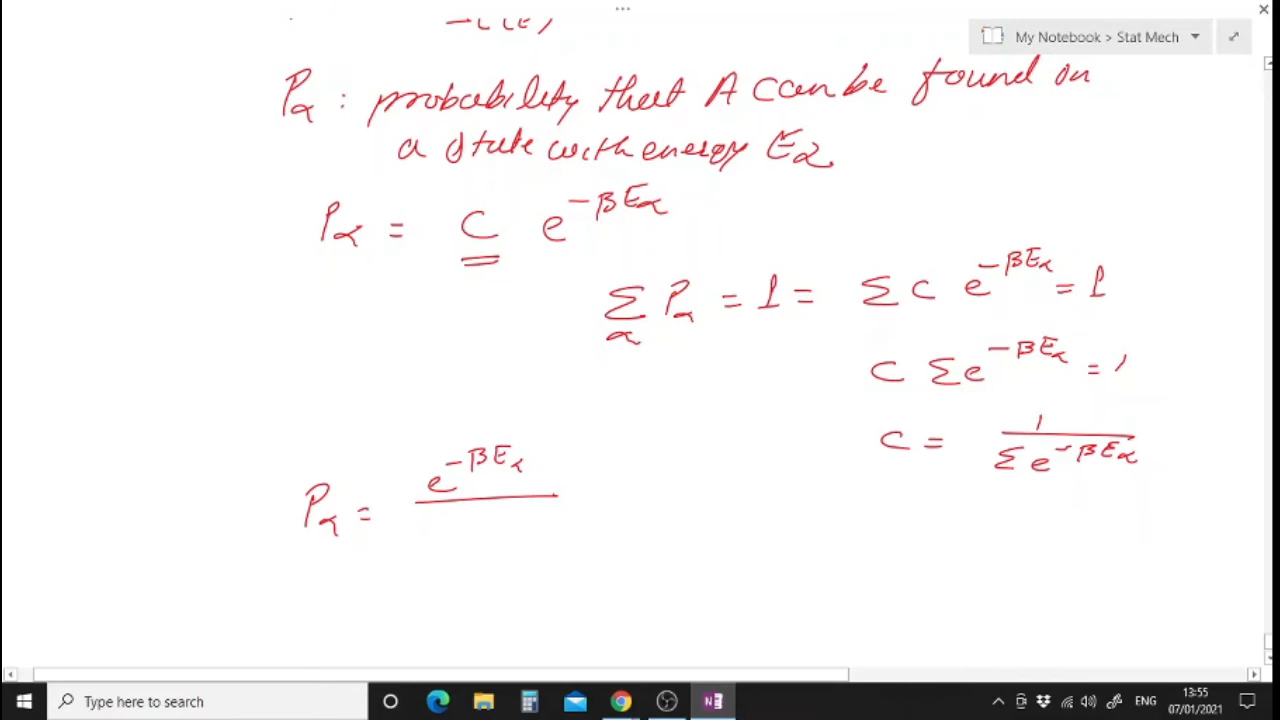 My Notebook > Stat Mech
Pα : probability that A can be found in
a state with energy Eα
Pα = C e^{-βEα}
Σ_α Pα = 1 = Σ C e^{-βEα} = 1
C Σ e^{-βEα} = 1
C = 1 / Σ e^{-βEα}
Pα = e^{-βEα} /
Type here to search
ENG
13:55
07/01/2021